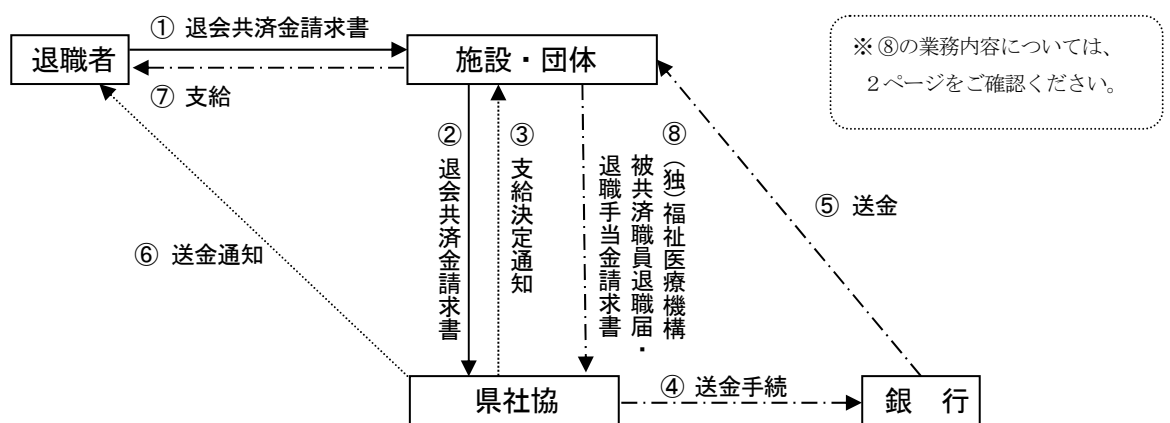 ① 退会共済金請求書
退職者
施設・団体
⑦ 支給
※ ⑧の業務内容については、
２ページをご確認ください。
② 退会共済金請求書
③ 支給決定通知
⑧ （独）福祉医療機構
被共済職員退職届・
退職手当金請求書
⑤ 送金
⑥ 送金通知
県社協
④ 送金手続
銀　行